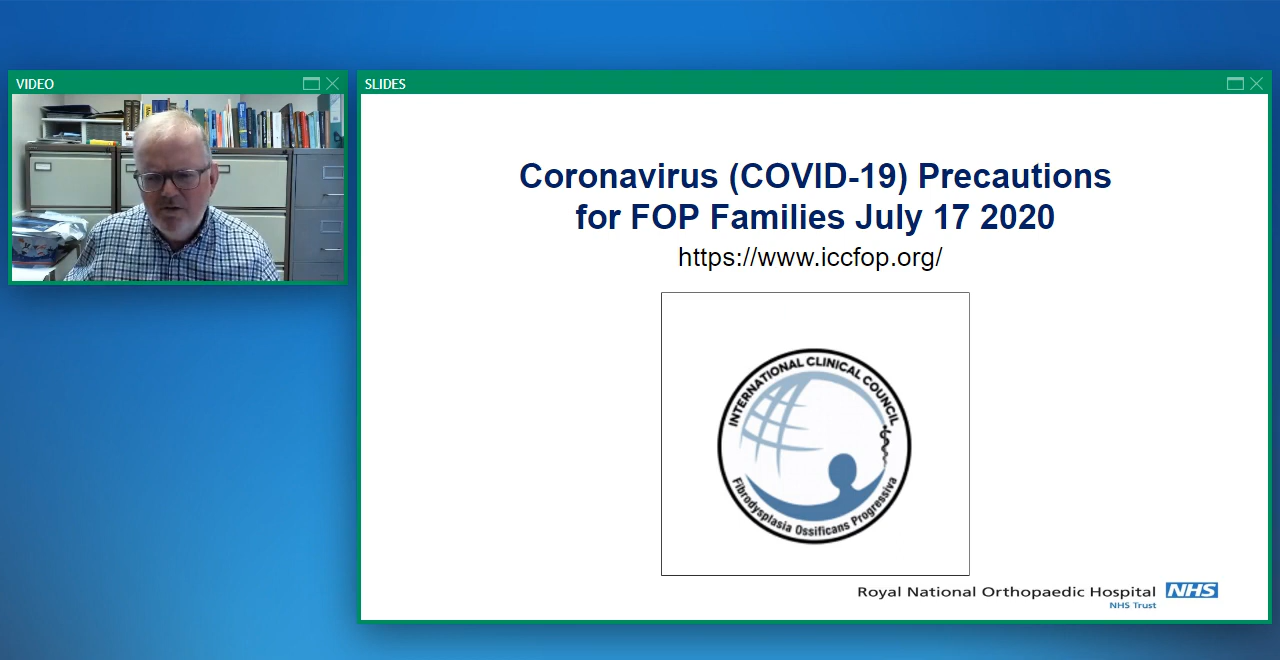 VIDEO
SLIDES
Coronavirus (COVID-19) Precautions
for FOP Families July 17 2020
https://www.iccfop.org/
INTERNATIONAL CLINICAL COUNCIL
Fibrodysplasia Ossificans Progressiva
Royal National Orthopaedic Hospital NHS
NHS Trust